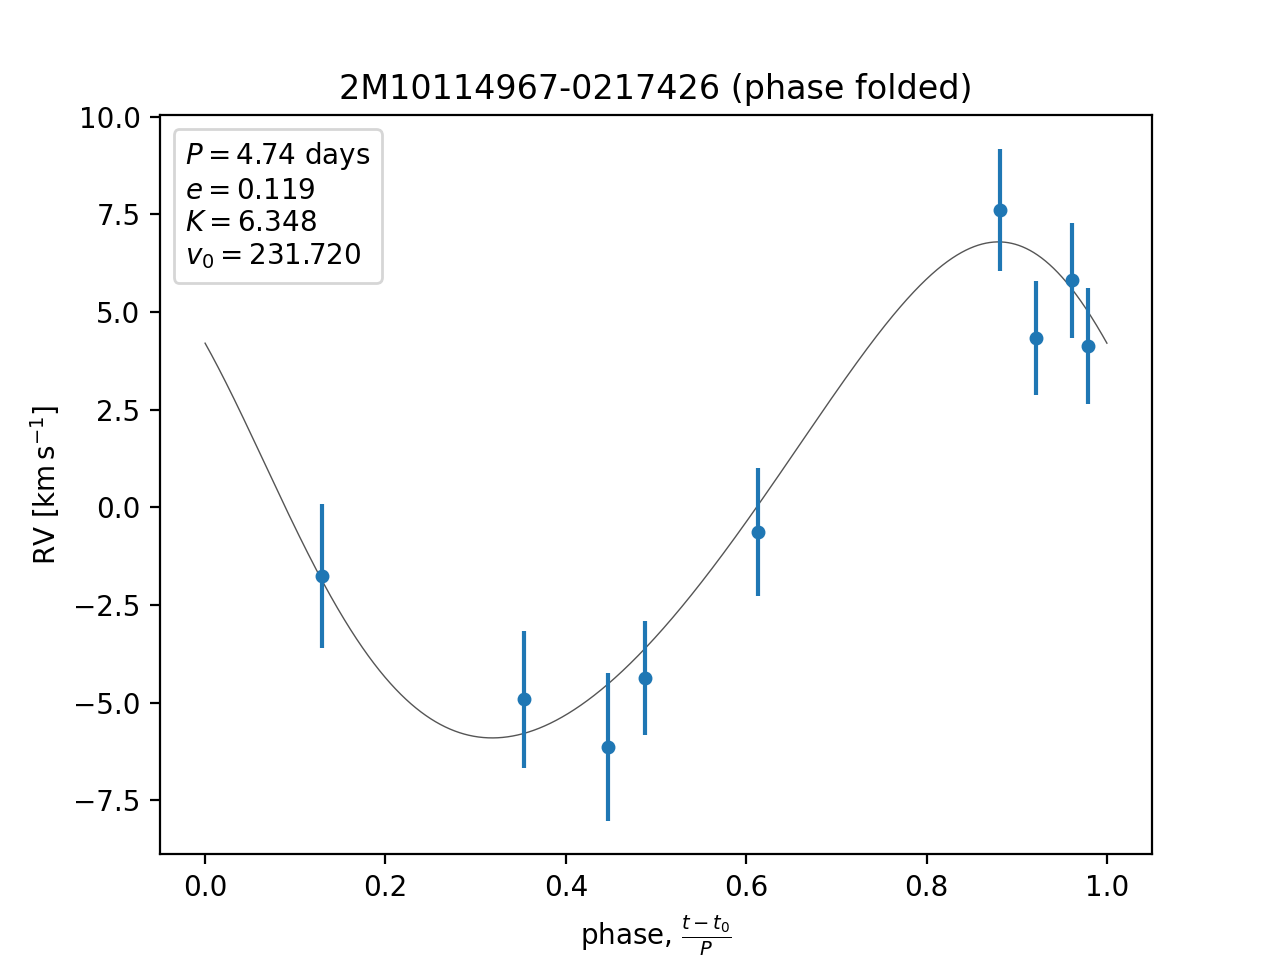 2M10114967-0217426 (phase folded)
P = 4.74 days
e = 0.119
K = 6.348
v₀ = 231.720
10.0
7.5
5.0
2.5
0.0
−2.5
−5.0
−7.5
RV [km s⁻¹]
0.0 0.2 0.4 0.6 0.8 1.0
phase, (t − t₀)/P